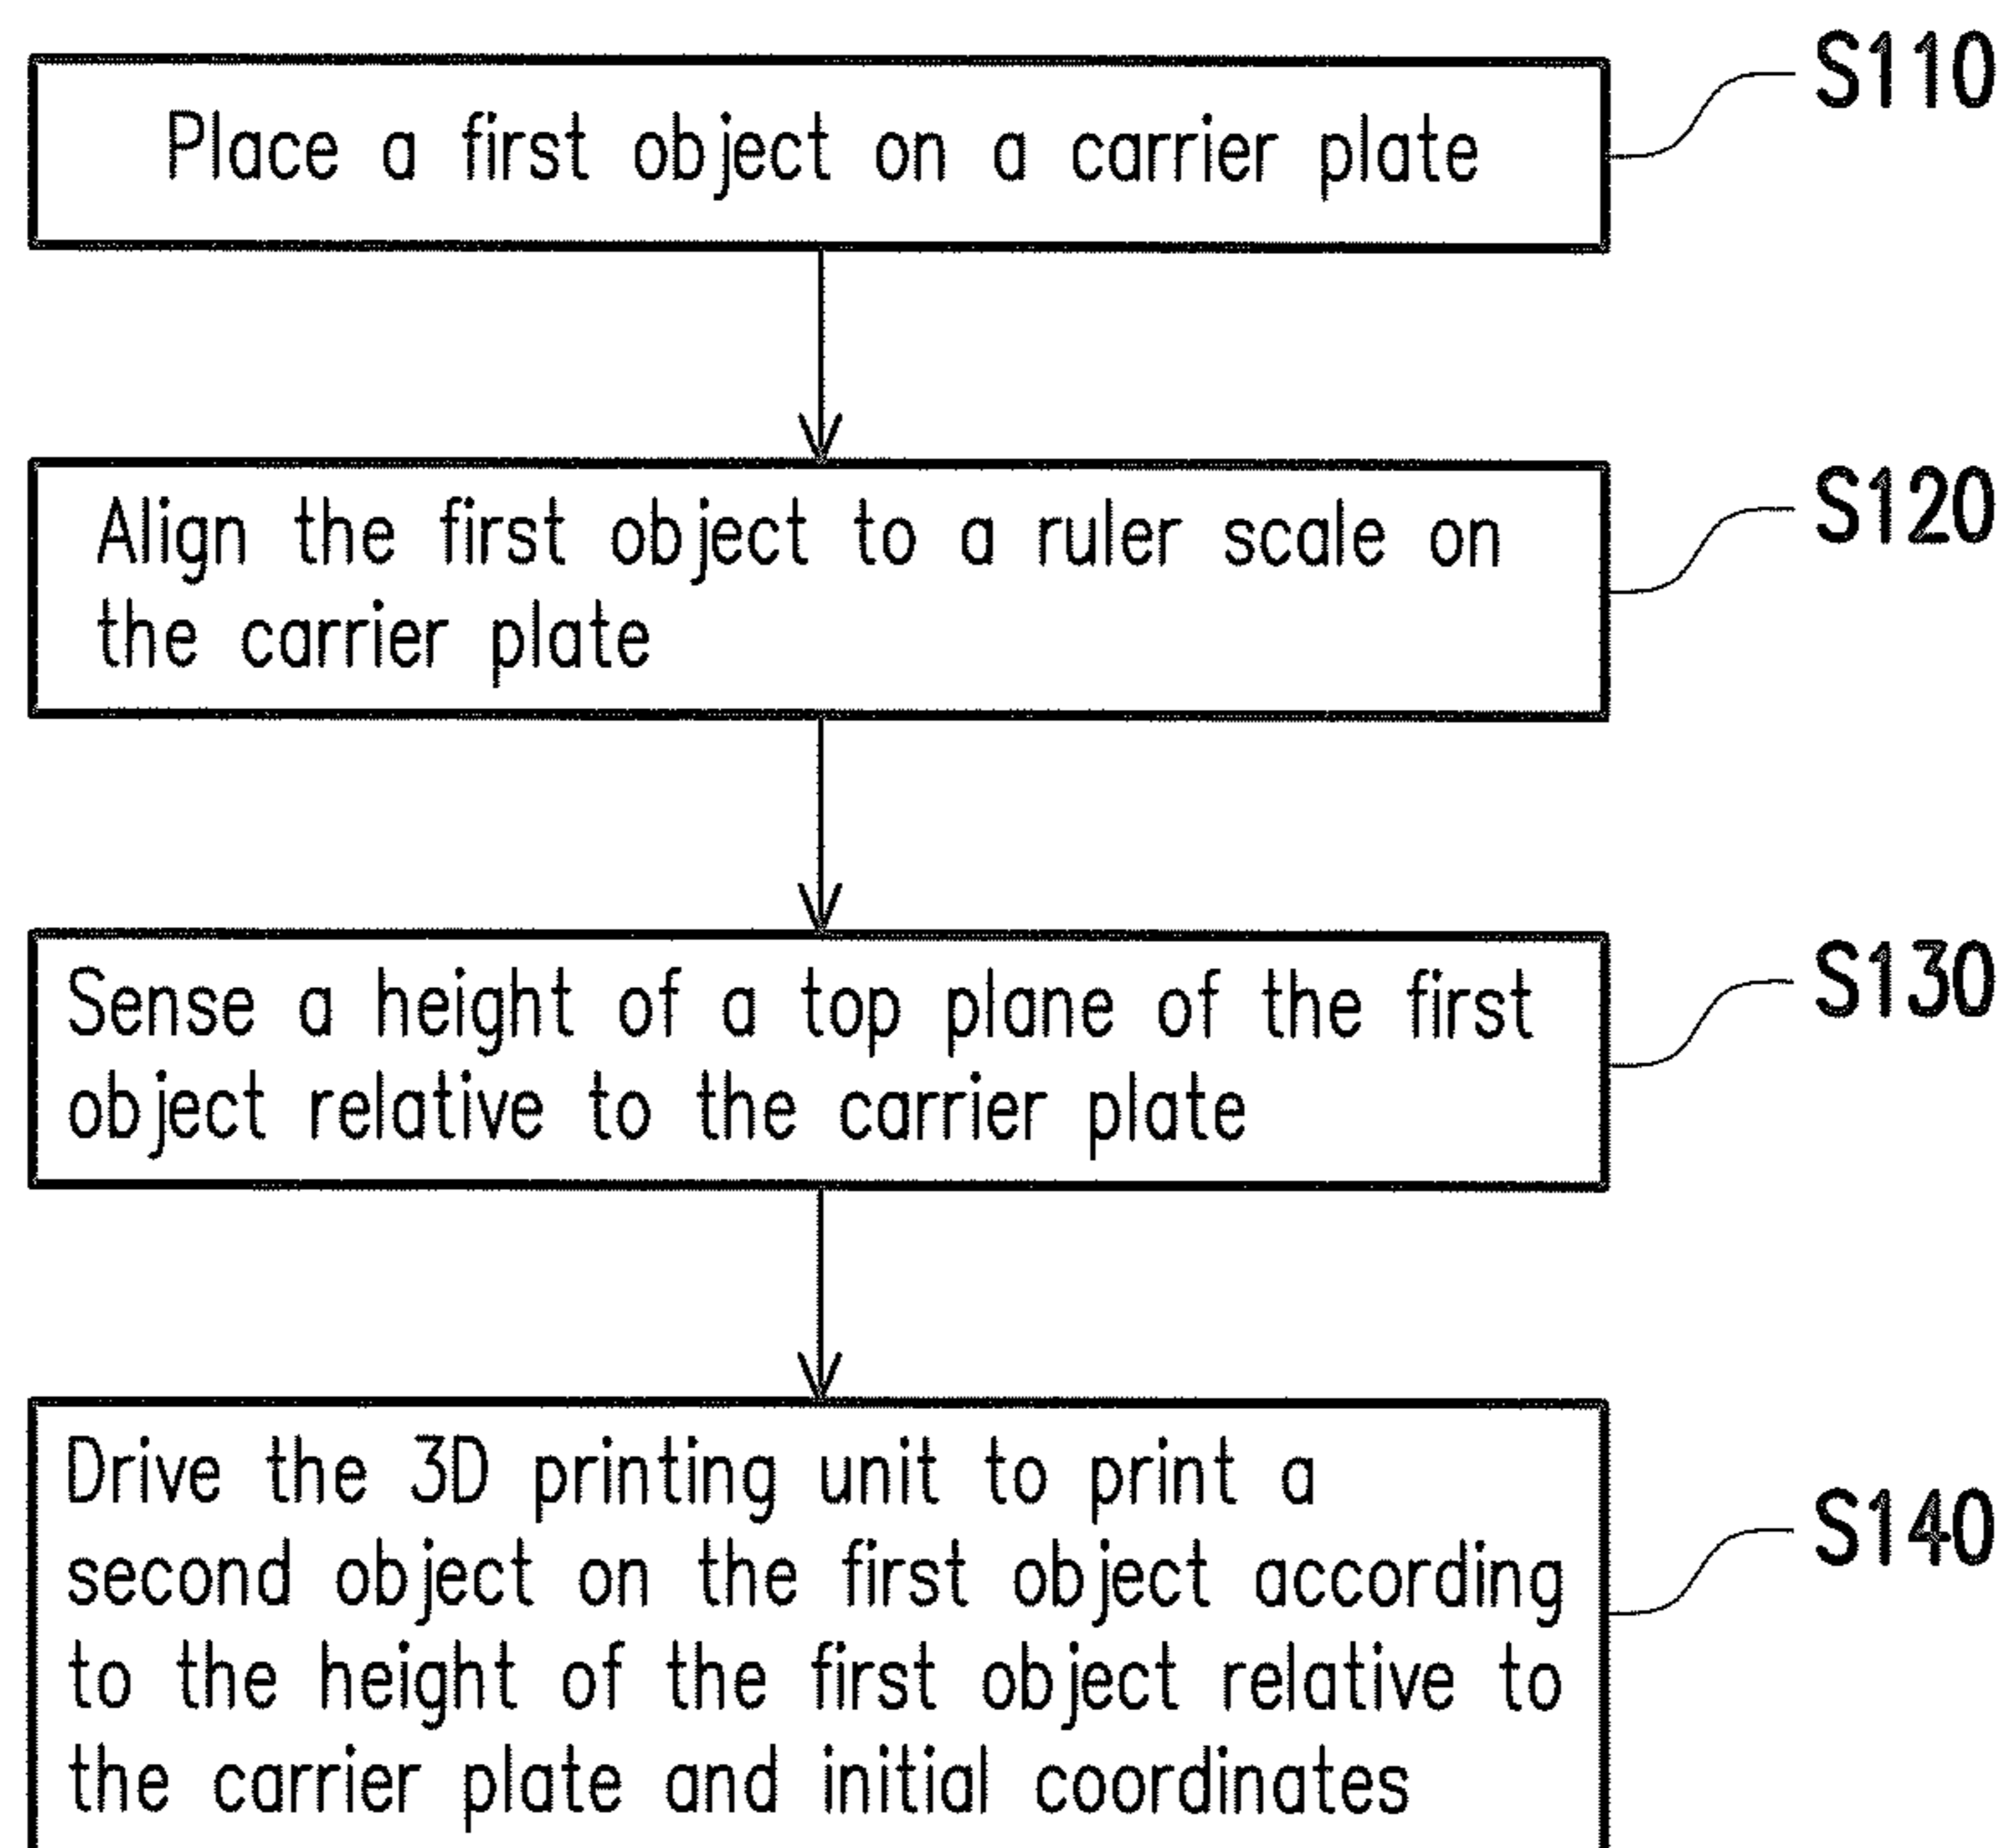 Place a first object on a carrier plate
S110
Align the first object to a ruler scale on
the carrier plate
S120
Sense a height of a top plane of the first
object relative to the carrier plate
S130
Drive the 3D printing unit to print a
second object on the first object according
to the height of the first object relative to
the carrier plate and initial coordinates
S140